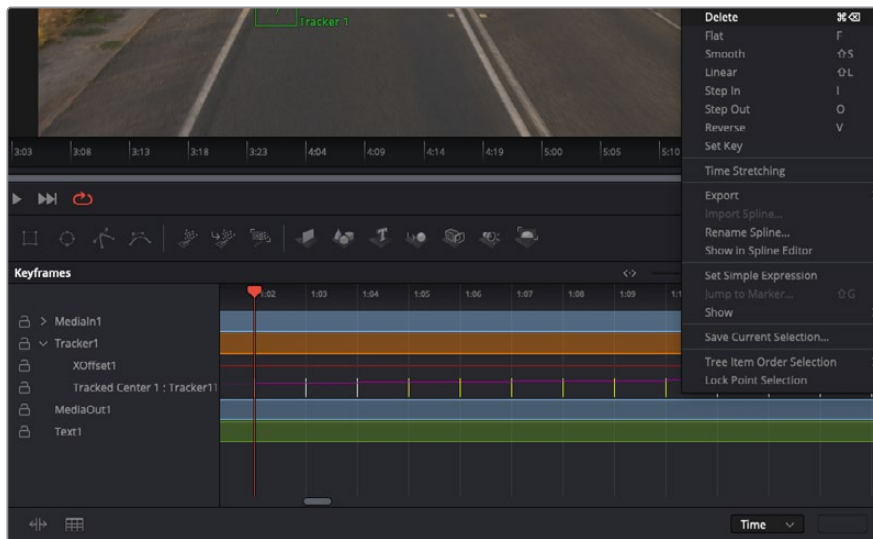 Tracker 1
Delete ⌘⌫
Flat F
Smooth ⇧S
Linear ⇧L
Step In I
Step Out O
Reverse V
Set Key
Time Stretching
Export
Import Spline...
Rename Spline...
Show in Spline Editor
Set Simple Expression
Jump to Marker... ⇧G
Show
Save Current Selection...
Tree Item Order Selection
Lock Point Selection
3:03 3:08 3:13 3:18 3:23 4:04 4:09 4:14 4:19 5:00 5:05 5:10
T
Keyframes
1:02 1:03 1:04 1:05 1:06 1:07 1:08 1:09
MediaIn1
Tracker1
XOffset1
Tracked Center 1 : Tracker11
MediaOut1
Text1
Time